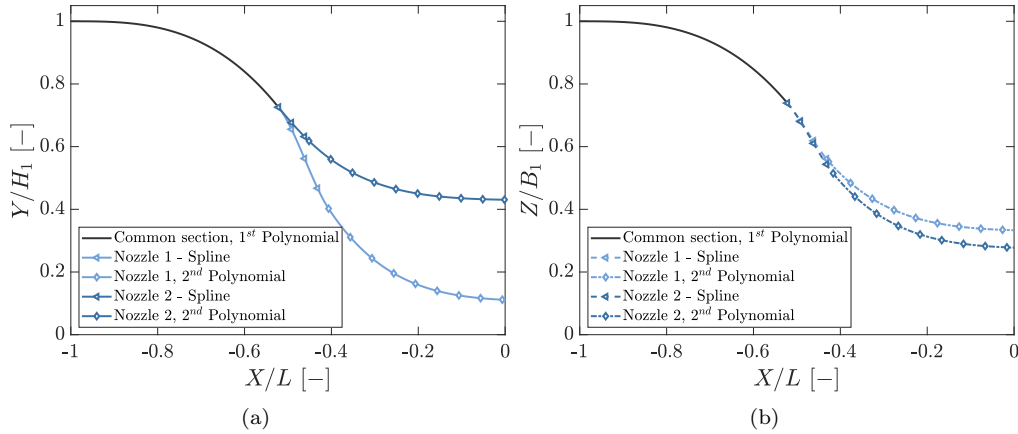 1
0.8
0.6
0.4
0.2
0
Y/H₁ [−]
Common section, 1ˢᵗ Polynomial
Nozzle 1 - Spline
Nozzle 1, 2ⁿᵈ Polynomial
Nozzle 2 - Spline
Nozzle 2, 2ⁿᵈ Polynomial
-1 -0.8 -0.6 -0.4 -0.2 0
X/L [−]
(a)
1
0.8
0.6
0.4
0.2
0
Z/B₁ [−]
Common section, 1ˢᵗ Polynomial
Nozzle 1 - Spline
Nozzle 1, 2ⁿᵈ Polynomial
Nozzle 2 - Spline
Nozzle 2, 2ⁿᵈ Polynomial
-1 -0.8 -0.6 -0.4 -0.2 0
X/L [−]
(b)